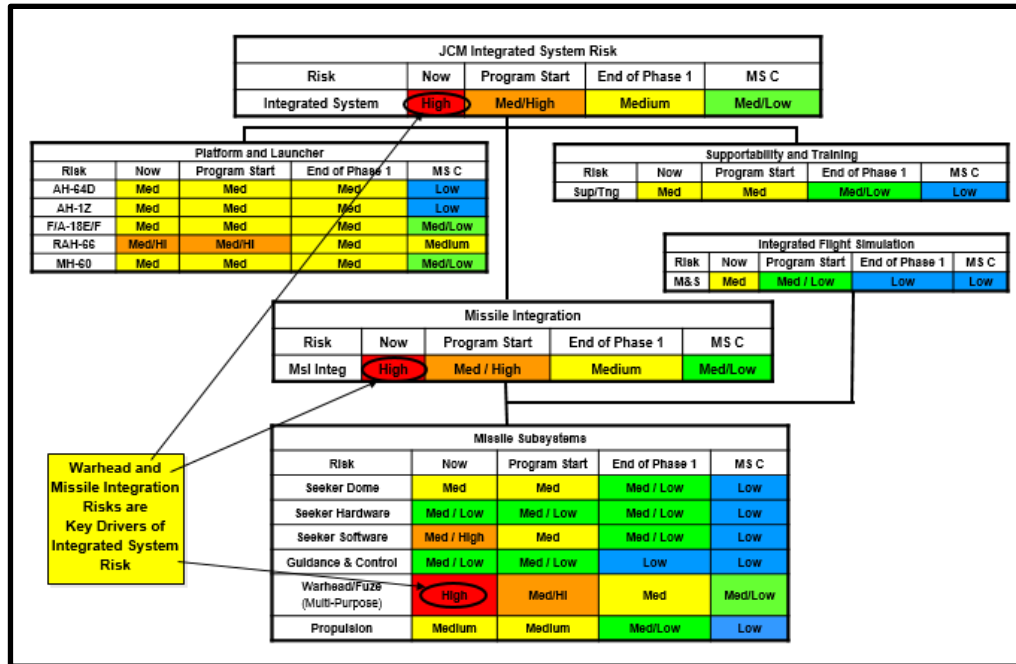 JCM Integrated System Risk
Risk Now Program Start End of Phase 1 MS C
Integrated System High Med/High Medium Med/Low
Platform and Launcher
Risk Now Program Start End of Phase 1 MS C
AH-64D Med Med Med Low
AH-1Z Med Med Med Low
F/A-18E/F Med Med Med Med/Low
RAH-66 Med/HI Med/HI Med Medium
MH-60 Med Med Med Med/Low
Supportability and Training
Risk Now Program Start End of Phase 1 MS C
Sup/Tng Med Med Med/Low Low
Integrated Flight Simulation
Risk Now Program Start End of Phase 1 MS C
M&S Med Med / Low Low Low
Missile Integration
Risk Now Program Start End of Phase 1 MS C
Msl Integ High Med / High Medium Med/Low
Missile Subsystems
Risk Now Program Start End of Phase 1 MS C
Seeker Dome Med Med Med / Low Low
Seeker Hardware Med / Low Med / Low Med / Low Low
Seeker Software Med / High Med Med / Low Low
Guidance & Control Med / Low Med / Low Low Low
Warhead/Fuze
(Multi-Purpose) High Med/HI Med Med/Low
Propulsion Medium Medium Med/Low Low
Warhead and
Missile Integration
Risks are
Key Drivers of
Integrated System
Risk